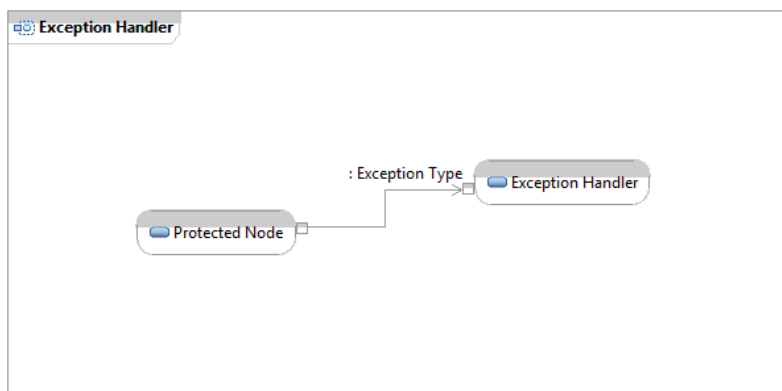 Exception Handler
: Exception Type
Exception Handler
Protected Node